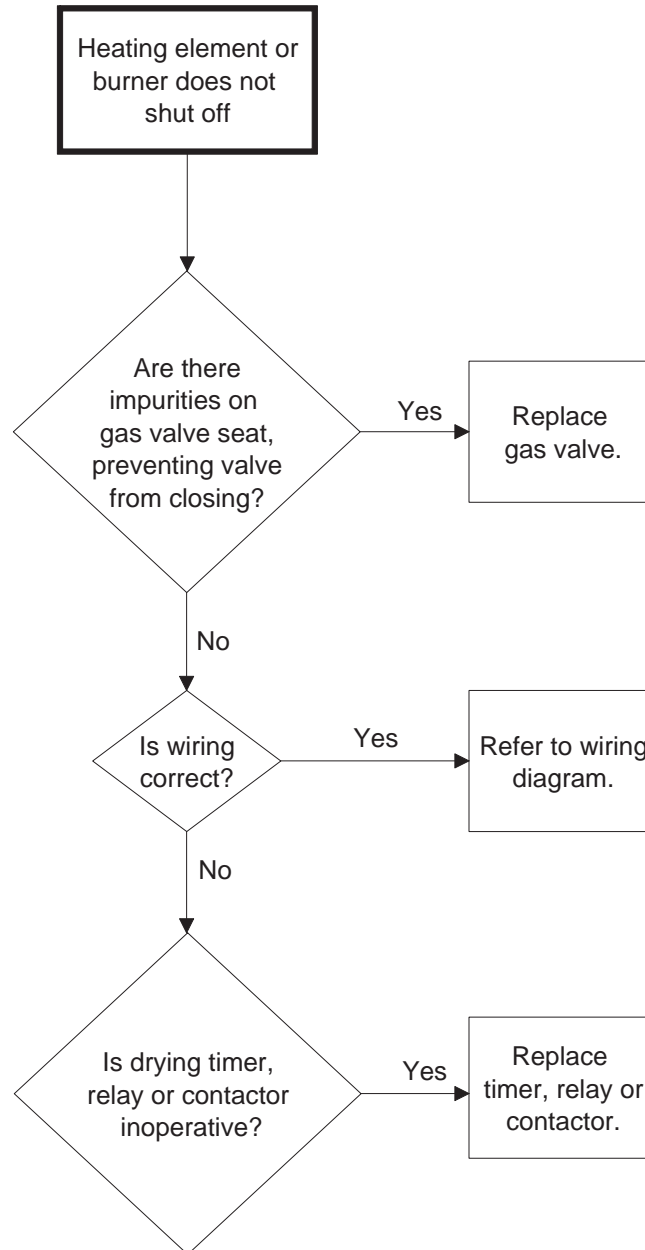 Heating element or
burner does not
shut off
Are there
impurities on
gas valve seat,
preventing valve
from closing?
Yes
Replace
gas valve.
No
Is wiring
correct?
Yes
Refer to wiring
diagram.
No
Is drying timer,
relay or contactor
inoperative?
Yes
Replace
timer, relay or
contactor.